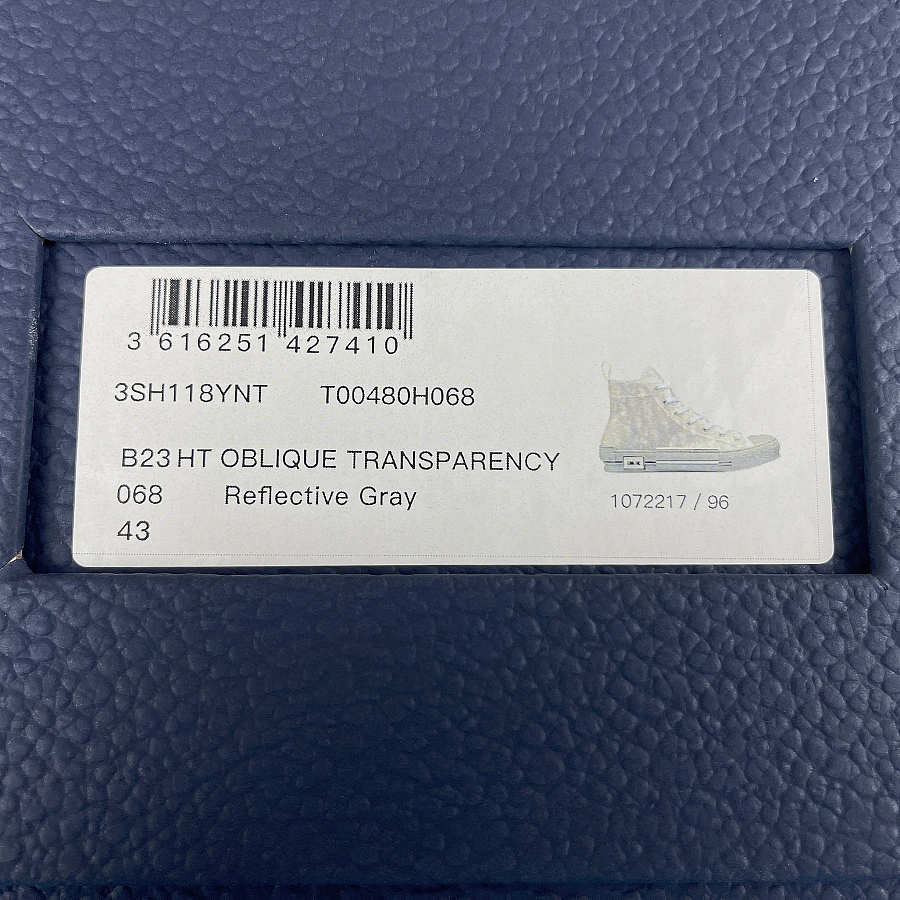 3 616251 427410
3SH118YNT T00480H068
B23 HT OBLIQUE TRANSPARENCY
068 Reflective Gray
1072217 / 96
43